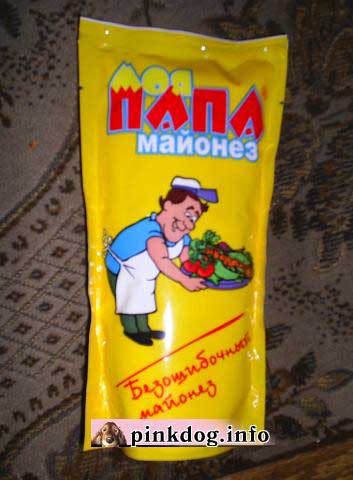 моя
ПАПА
майонез
Безошибочный
майонез
pinkdog.info